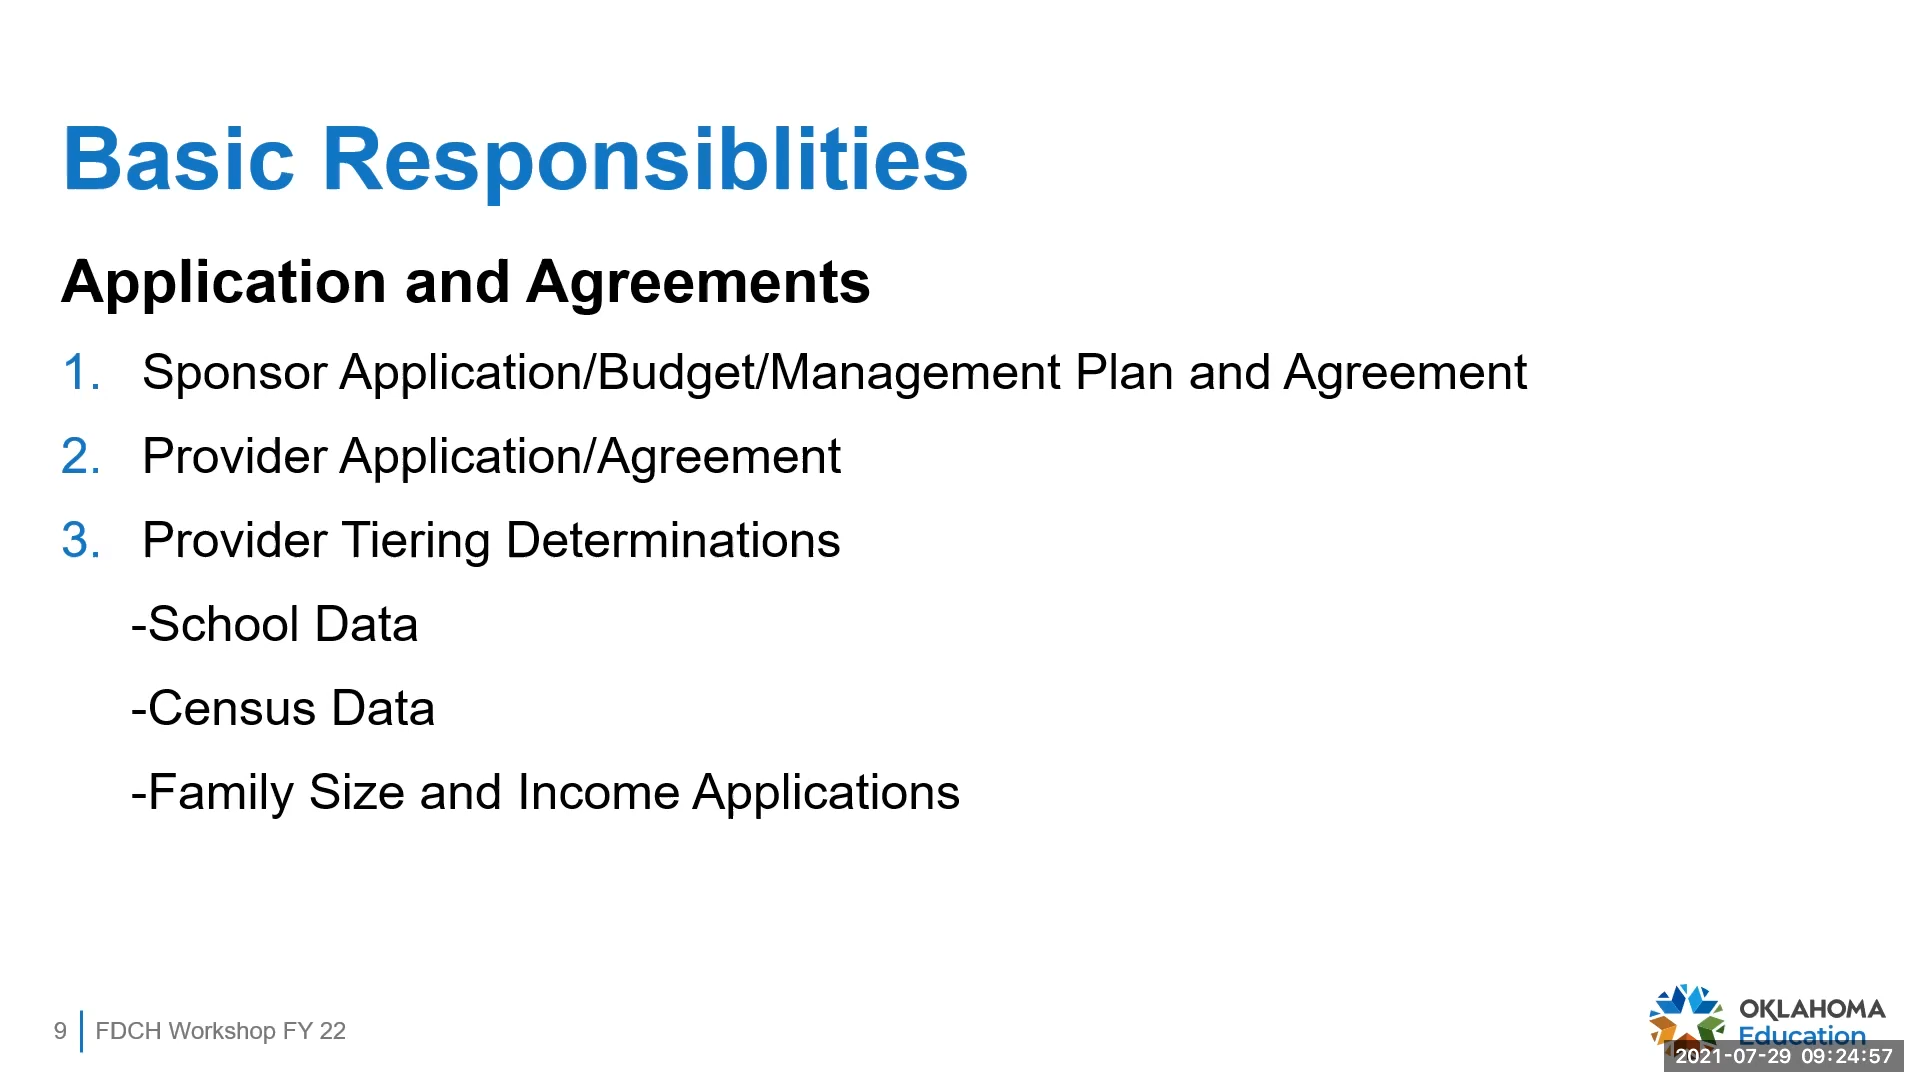 Basic Responsiblities
Application and Agreements
1. Sponsor Application/Budget/Management Plan and Agreement
2. Provider Application/Agreement
3. Provider Tiering Determinations
-School Data
-Census Data
-Family Size and Income Applications
9 FDCH Workshop FY 22
OKLAHOMA
Education
2021-07-29 09:24:57